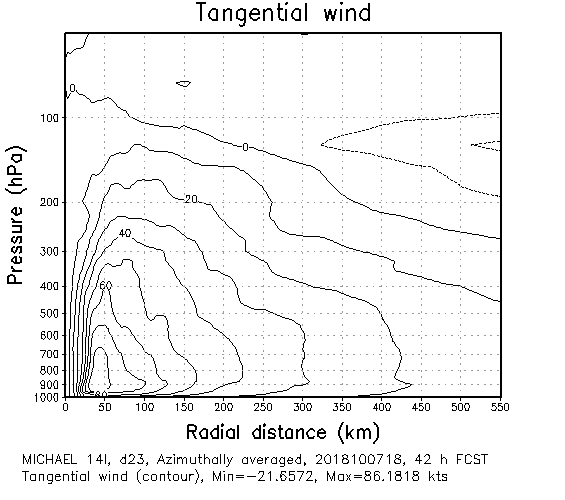 Tangential wind
0
100
0
20
200
40
300
60
400
500
600
700
800
900
80
1000
0 50 100 150 200 250 300 350 400 450 500 550
Pressure (hPa)
Radial distance (km)
MICHAEL 14l, d23, Azimuthally averaged, 2018100718, 42 h FCST
Tangential wind (contour), Min=−21.6572, Max=86.1818 kts